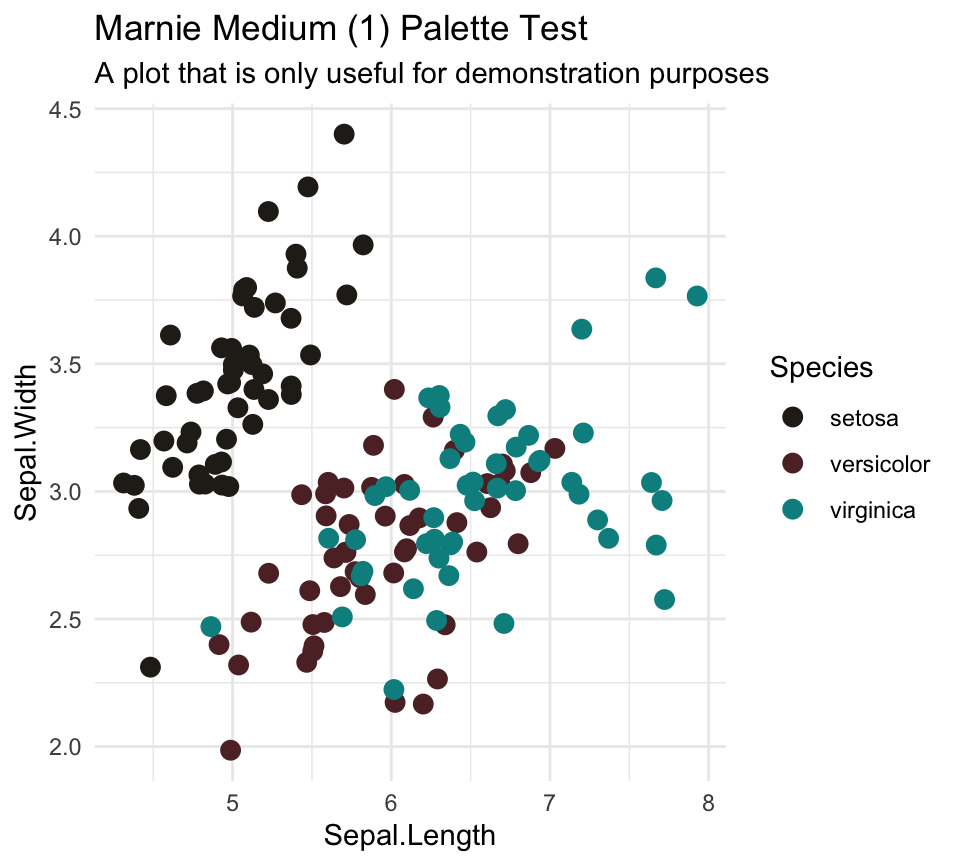 Marnie Medium (1) Palette Test
A plot that is only useful for demonstration purposes
4.5
4.0
3.5
3.0
2.5
2.0
Sepal.Width
5 6 7 8
Sepal.Length
Species
setosa
versicolor
virginica